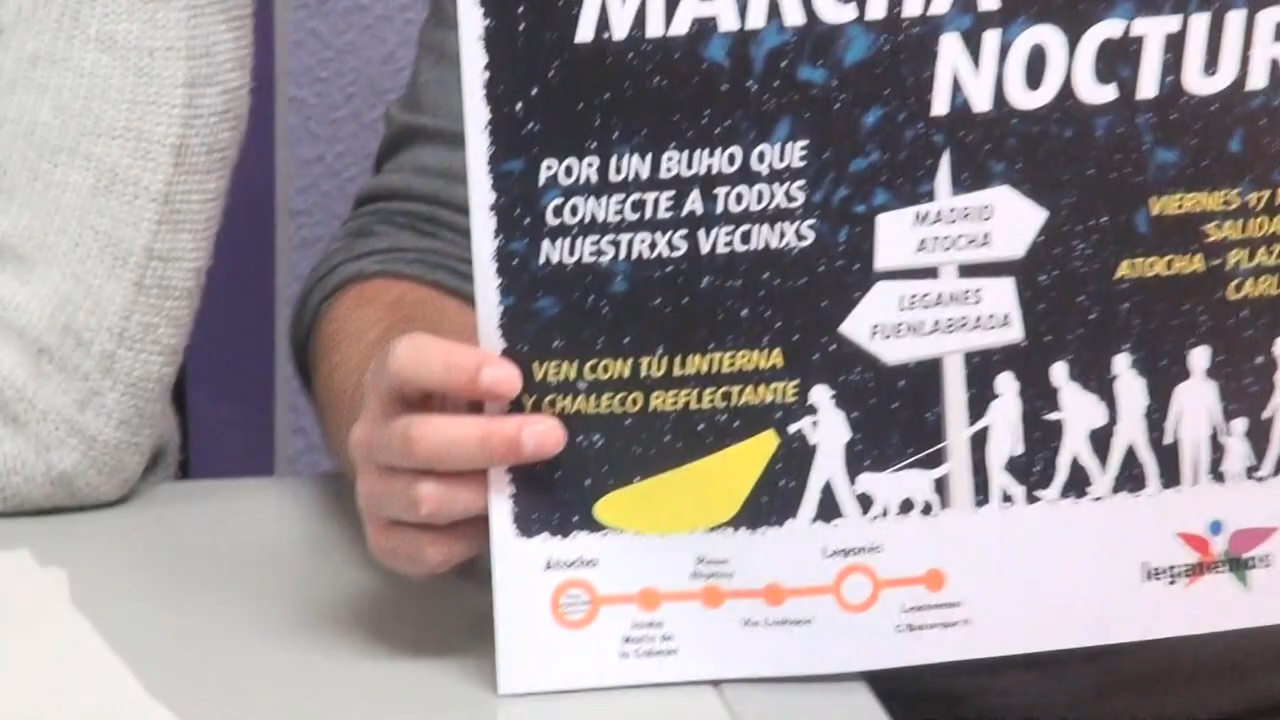 MARCHA
NOCTUR
POR UN BUHO QUE
CONECTE A TODXS
NUESTRXS VECINXS
MADRID
ATOCHA
LEGANES
FUENLABRADA
VIERNES 17
SALIDA
ATOCHA - PLAZ
CARL
VEN CON TU LINTERNA
Y CHALECO REFLECTANTE
Atocha
Leganés
leganemos